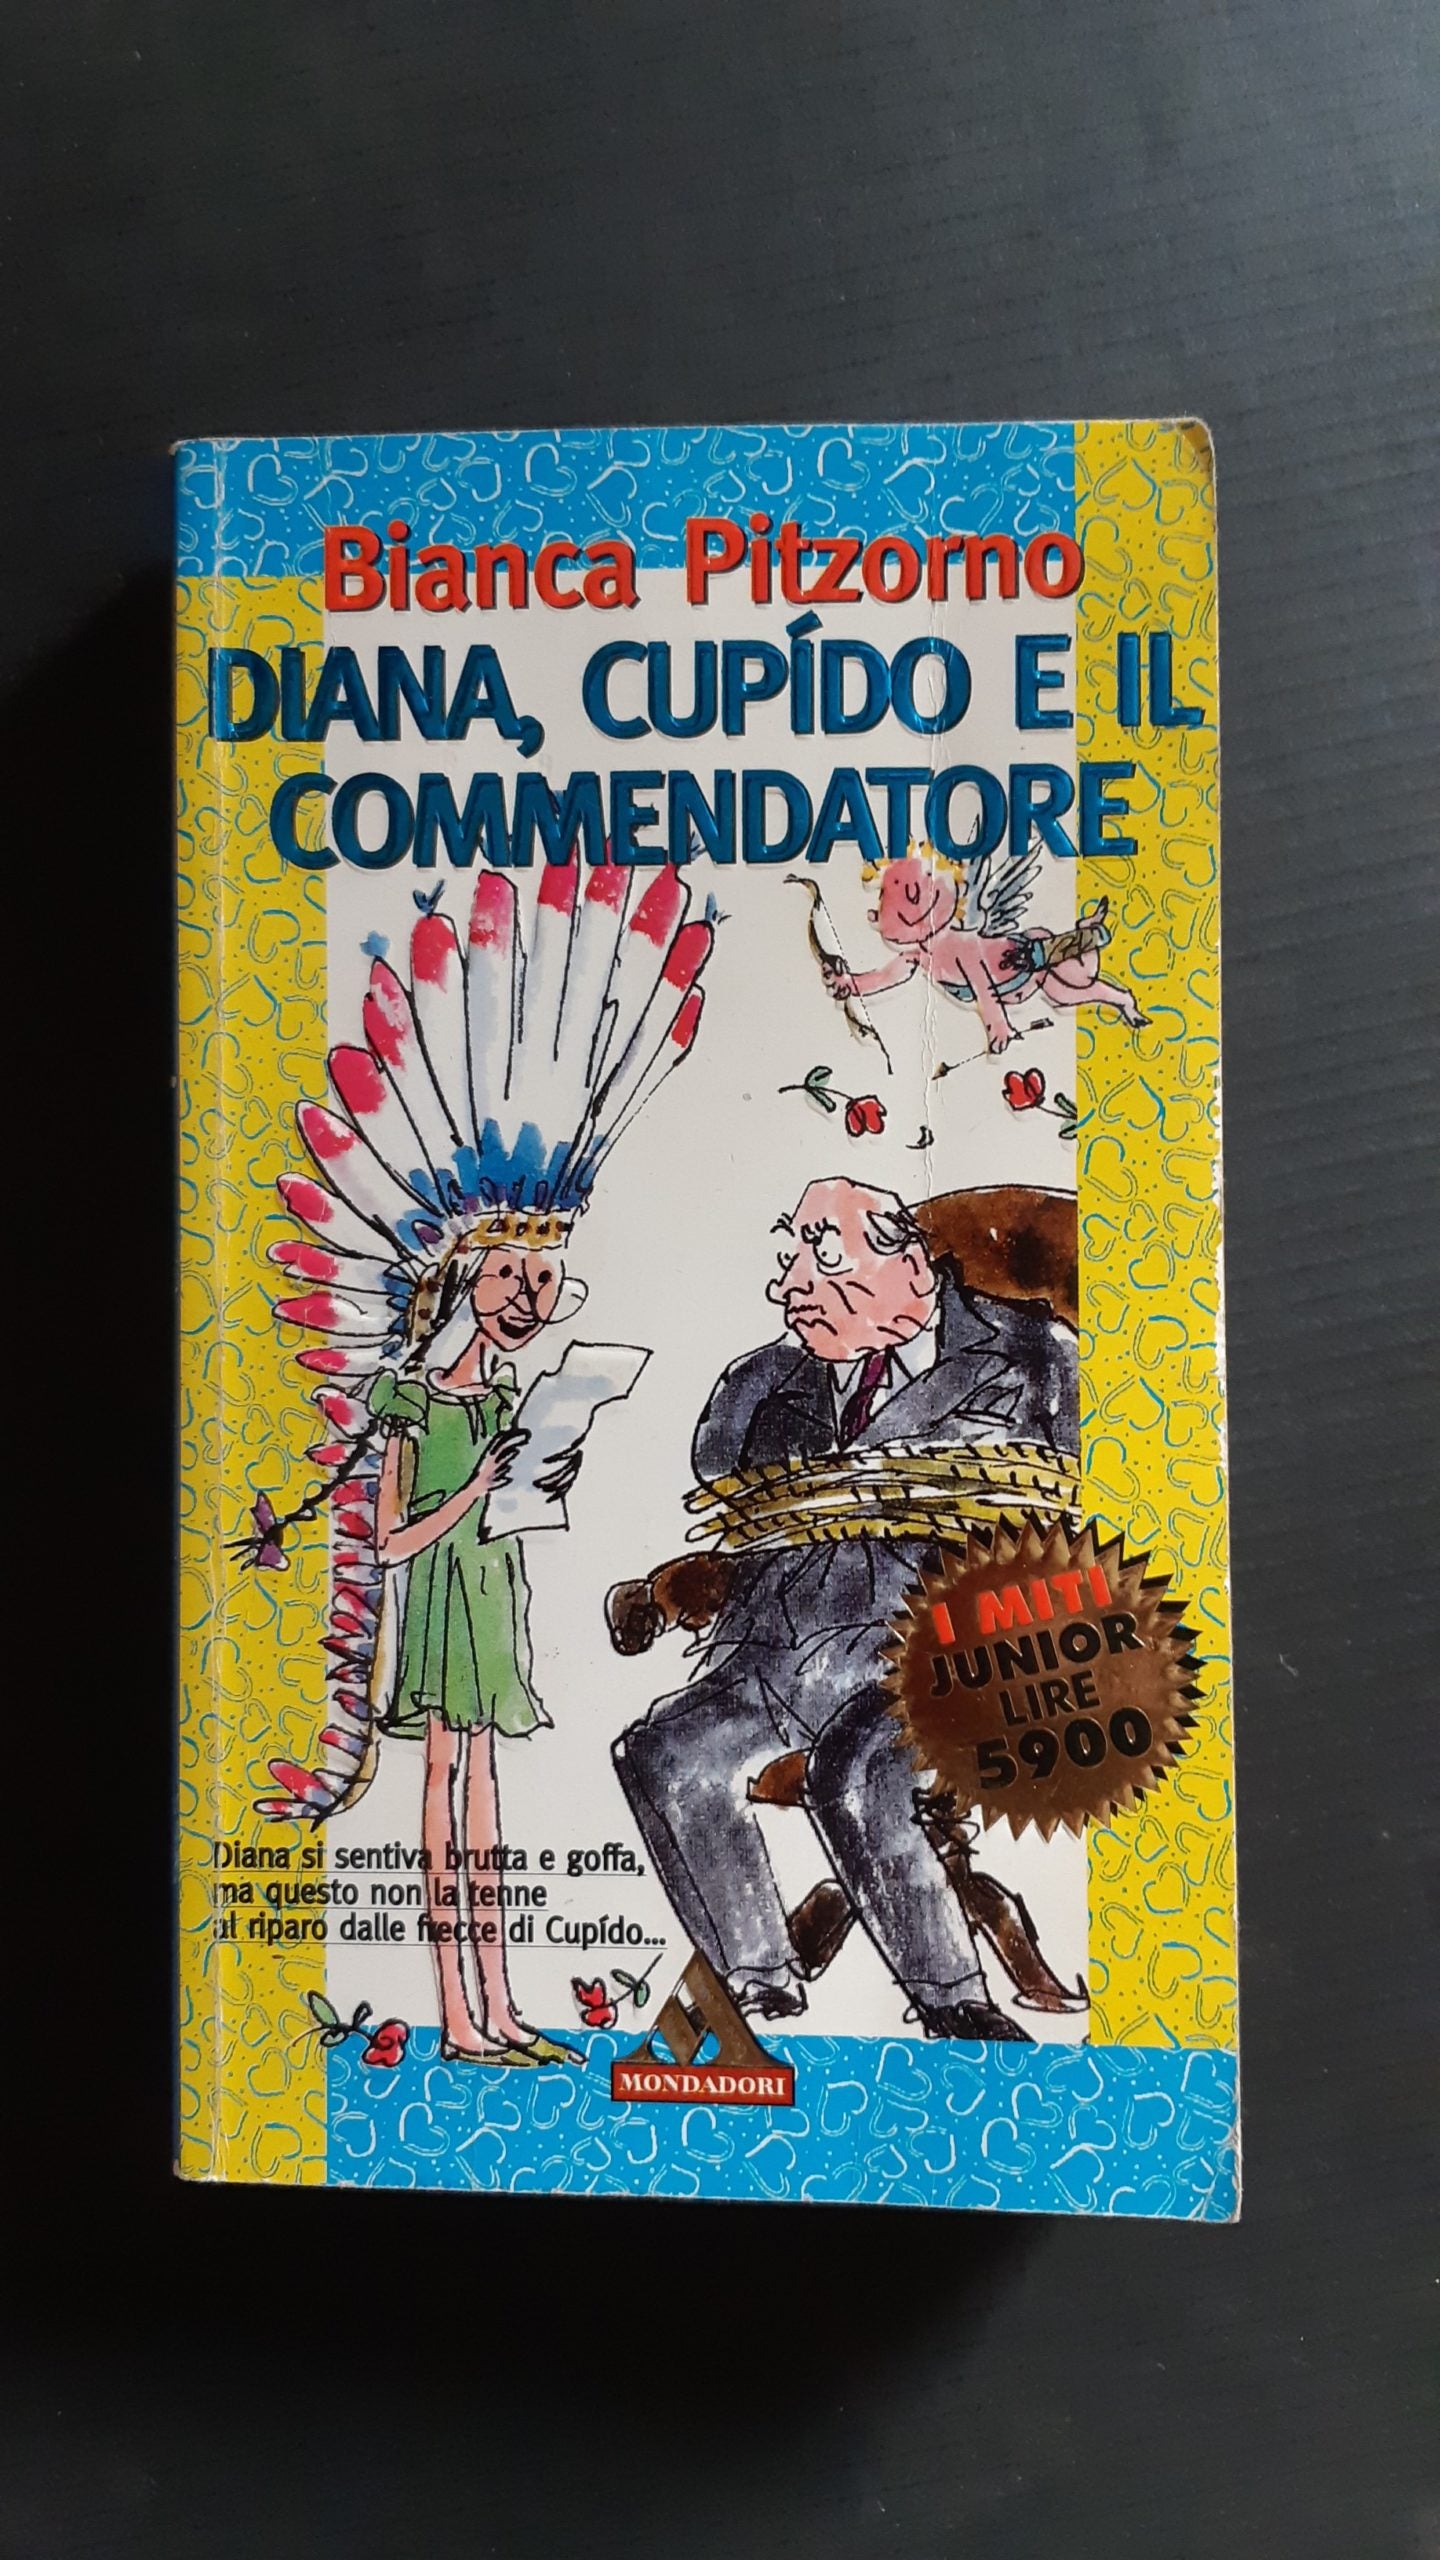 Bianca Pitzorno
DIANA, CUPÍDO E IL
COMMENDATORE
I MITI
JUNIOR
LIRE
5900
Diana si sentiva brutta e goffa,
ma questo non la tenne
al riparo dalle frecce di Cupído...
MONDADORI